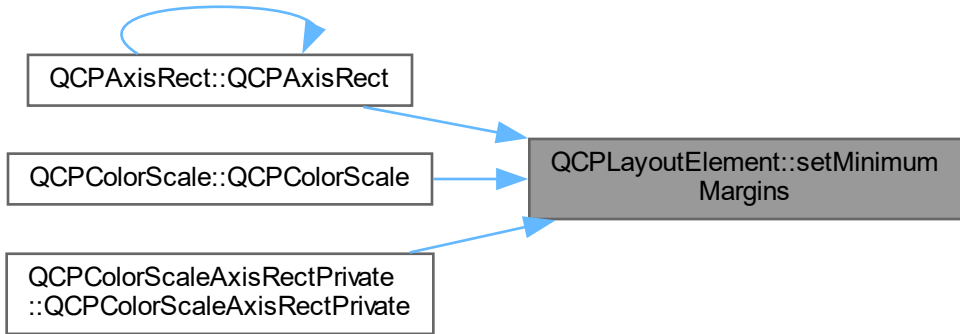 QCPAxisRect::QCPAxisRect
QCPColorScale::QCPColorScale
QCPColorScaleAxisRectPrivate
::QCPColorScaleAxisRectPrivate
QCPLayoutElement::setMinimum
Margins